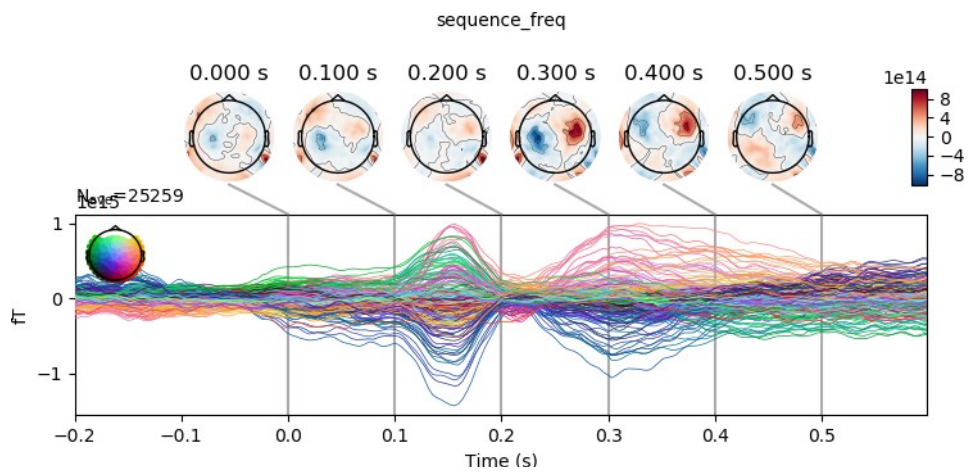 sequence_freq
0.000 s 0.100 s 0.200 s 0.300 s 0.400 s 0.500 s
1e14
8
4
0
−4
−8
Nave=25259
1e15
1
0
−1
fT
−0.2 −0.1 0.0 0.1 0.2 0.3 0.4 0.5
Time (s)